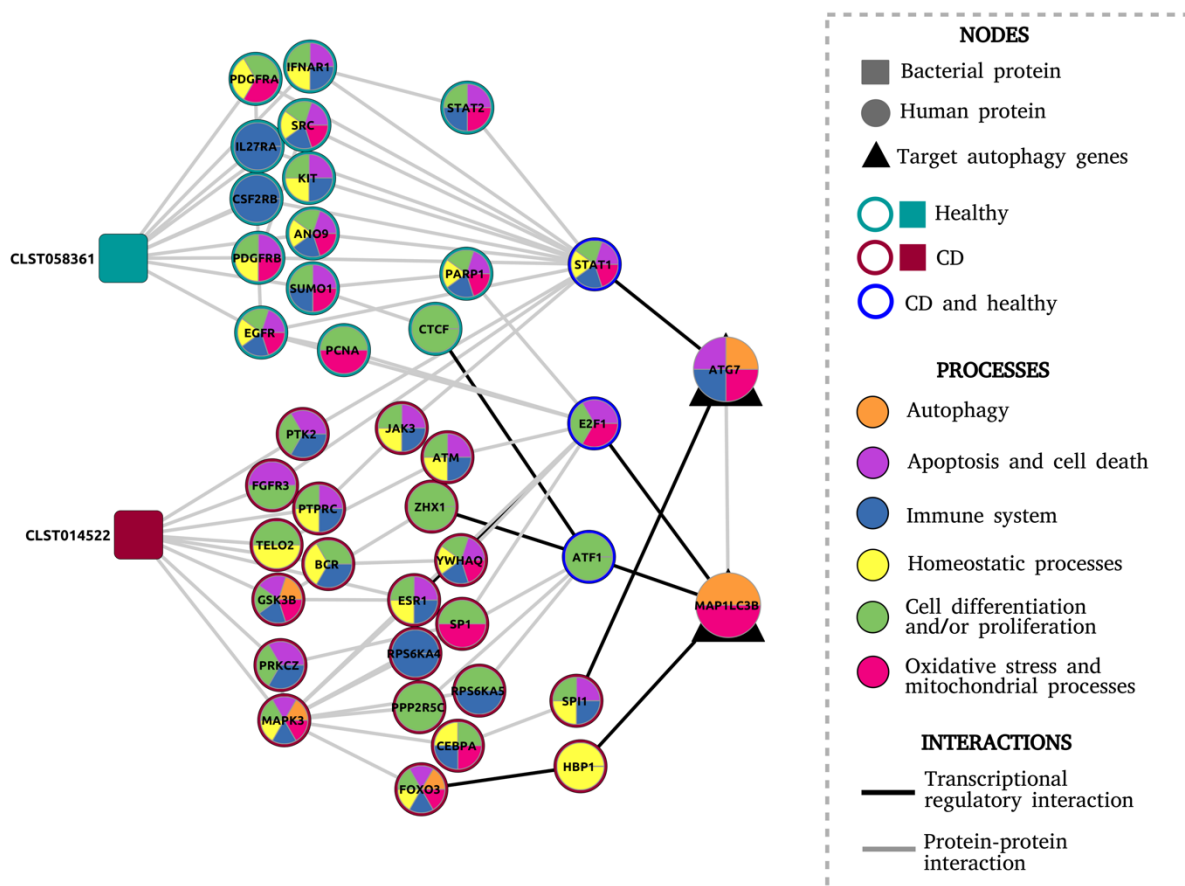 IFNAR1
PDGFRA
STAT2
SRC
IL27RA
KIT
CSF2RB
ANO9
CLST058361
PDGFRB
STAT1
PARP1
SUMO1
CTCF
EGFR
PCNA
ATG7
E2F1
JAK3
PTK2
ATM
FGFR3
ZHX1
PTPRC
CLST014522
TELO2
ATF1
BCR
YWHAQ
GSK3B
ESR1
MAP1LC3B
SP1
RPS6KA4
PRKCZ
RPS6KA5
SPI1
PPP2R5C
MAPK3
CEBPA
HBP1
FOXO3
NODES
Bacterial protein
Human protein
Target autophagy genes
Healthy
CD
CD and healthy
PROCESSES
Autophagy
Apoptosis and cell death
Immune system
Homeostatic processes
Cell differentiation
and/or proliferation
Oxidative stress and
mitochondrial processes
INTERACTIONS
Transcriptional
regulatory interaction
Protein-protein
interaction